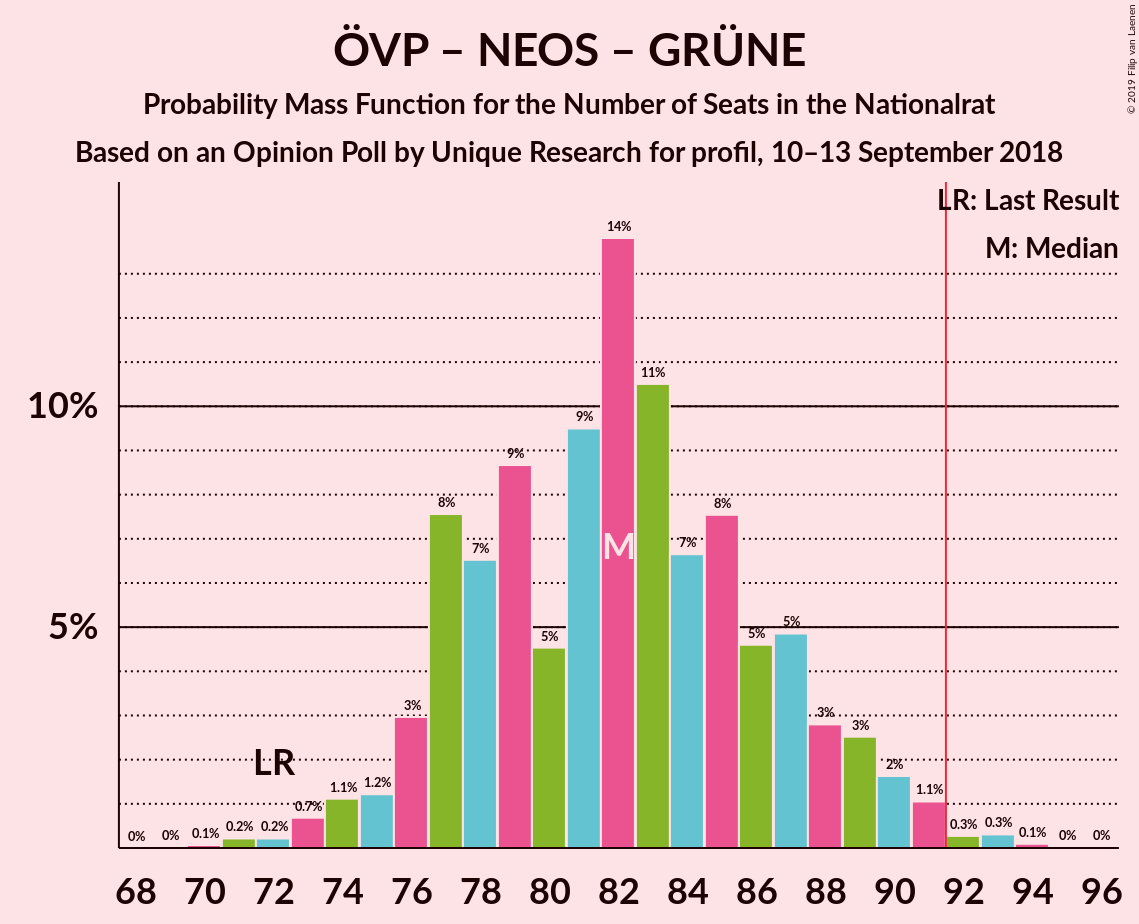 ÖVP – NEOS – GRÜNE
Probability Mass Function for the Number of Seats in the Nationalrat
Based on an Opinion Poll by Unique Research for profil, 10–13 September 2018
© 2019 Filip van Laenen
LR: Last Result
M: Median
10%
5%
LR
M
0% 0% 0.1% 0.2% 0.2% 0.7% 1.1% 1.2% 3% 8% 7% 9% 5% 9% 14% 11% 7% 8% 5% 5% 3% 3% 2% 1.1% 0.3% 0.3% 0.1% 0% 0%
68 70 72 74 76 78 80 82 84 86 88 90 92 94 96